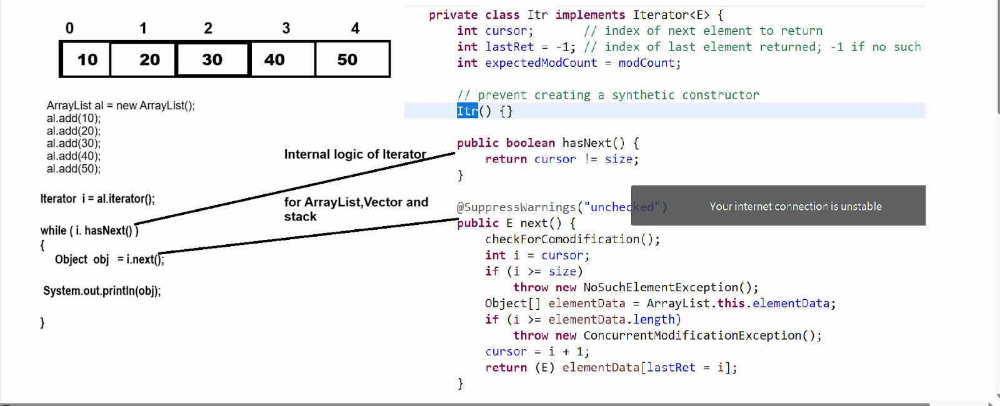 0 1 2 3 4
10 20 30 40 50
ArrayList al = new ArrayList();
al.add(10);
al.add(20);
al.add(30);
al.add(40);
al.add(50);
Iterator i = al.iterator();
while ( i. hasNext() )
{
Object obj = i.next();
System.out.println(obj);
}
Internal logic of Iterator
for ArrayList,Vector and
stack
private class Itr implements Iterator<E> {
int cursor; // index of next element to return
int lastRet = -1; // index of last element returned; -1 if no such
int expectedModCount = modCount;
// prevent creating a synthetic constructor
Itr() {}
public boolean hasNext() {
return cursor != size;
}
@SuppressWarnings("unchecked")
Your internet connection is unstable
public E next() {
checkForComodification();
int i = cursor;
if (i >= size)
throw new NoSuchElementException();
Object[] elementData = ArrayList.this.elementData;
if (i >= elementData.length)
throw new ConcurrentModificationException();
cursor = i + 1;
return (E) elementData[lastRet = i];
}